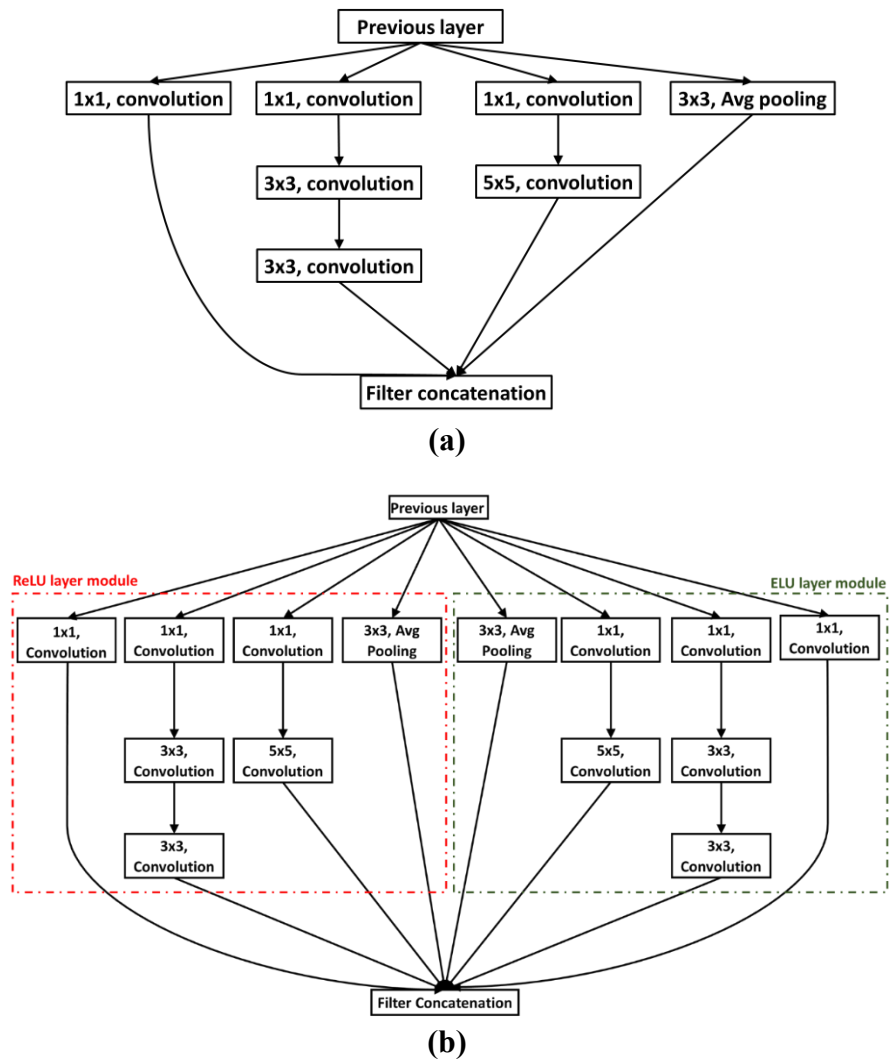 Previous layer
1x1, convolution
1x1, convolution
1x1, convolution
3x3, Avg pooling
3x3, convolution
5x5, convolution
3x3, convolution
Filter concatenation
(a)
Previous layer
ReLU layer module
ELU layer module
1x1,
Convolution
1x1,
Convolution
1x1,
Convolution
3x3, Avg
Pooling
3x3, Avg
Pooling
1x1,
Convolution
1x1,
Convolution
1x1,
Convolution
3x3,
Convolution
5x5,
Convolution
5x5,
Convolution
3x3,
Convolution
3x3,
Convolution
3x3,
Convolution
Filter Concatenation
(b)